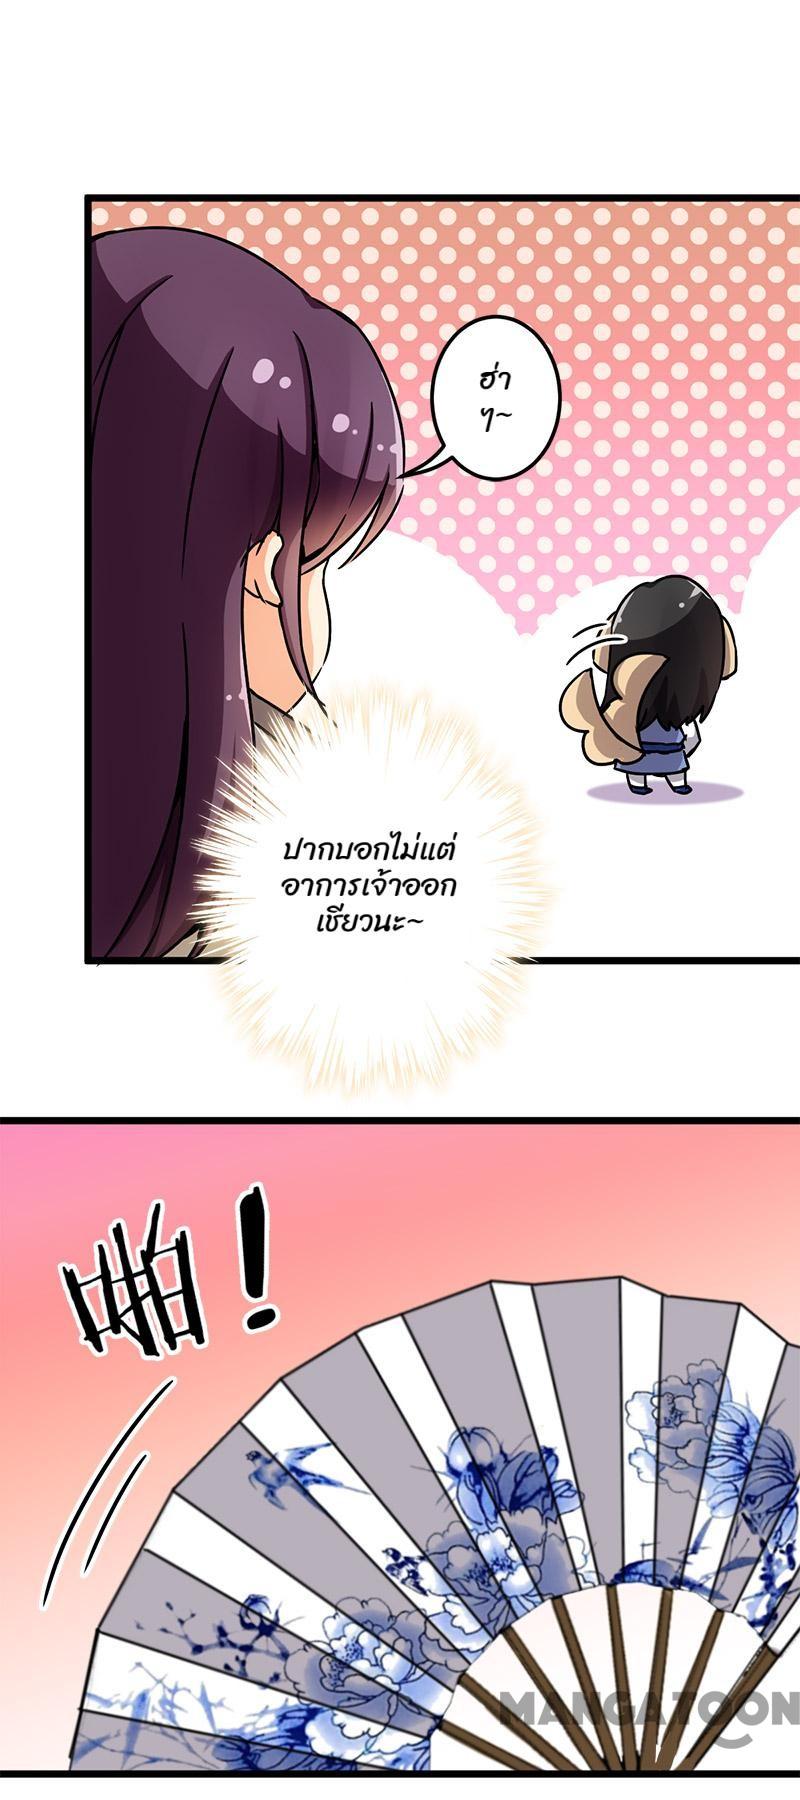 ฮ่า
ๆ~
ปากบอกไม่แต่
อาการเจ้าออก
เชียวนะ~
啪！
MANGATOON